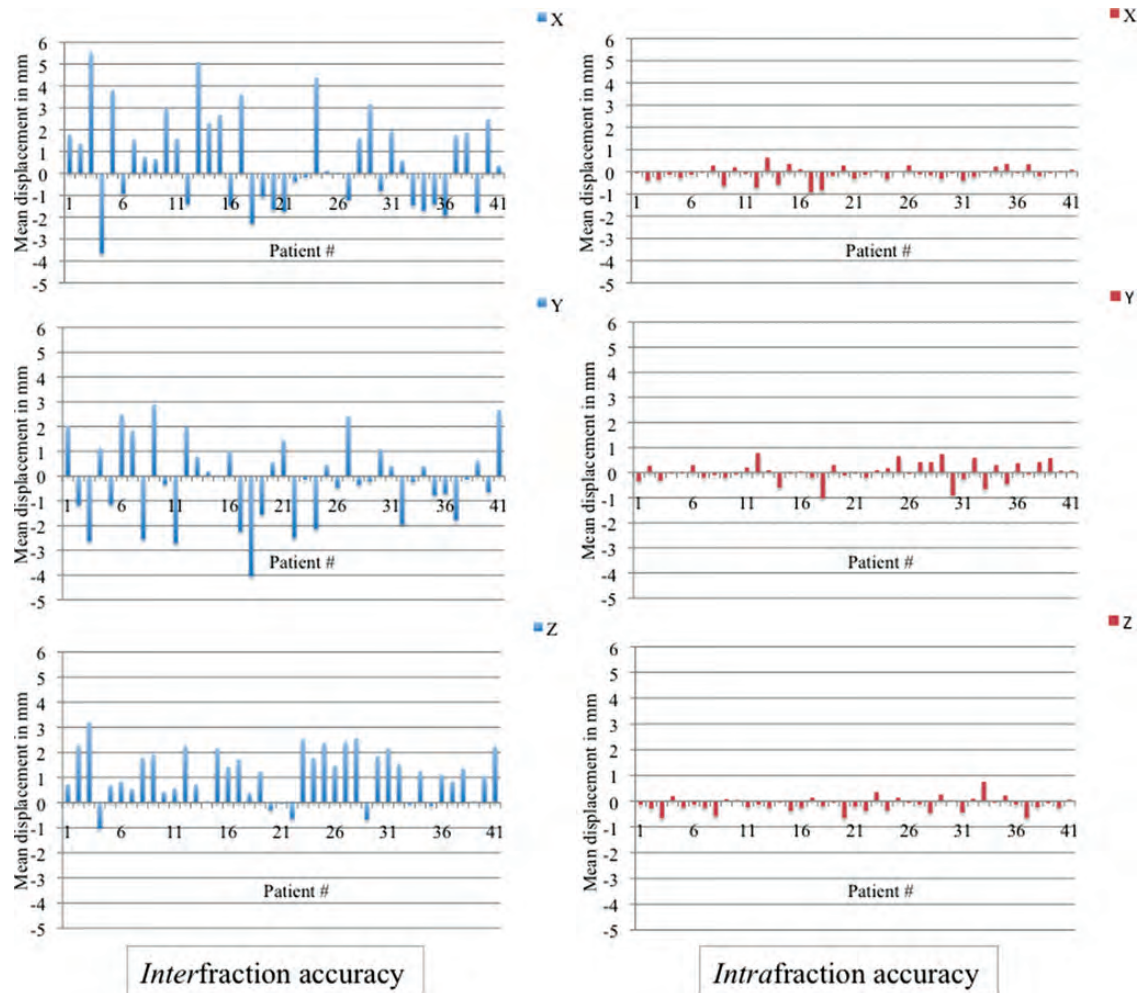 X
6
5
4
3
2
1
0
-1
-2
-3
-4
-5
Mean displacement in mm
1 6 11 16 21 26 31 36 41
Patient #
X
6
5
4
3
2
1
0
-1
-2
-3
-4
-5
Mean displacement in mm
1 6 11 16 21 26 31 36 41
Patient #
Y
6
5
4
3
2
1
0
-1
-2
-3
-4
-5
Mean displacement in mm
1 6 11 16 21 26 31 36 41
Patient #
Y
6
5
4
3
2
1
0
-1
-2
-3
-4
-5
Mean displacement in mm
1 6 11 16 21 26 31 36 41
Patient #
Z
6
5
4
3
2
1
0
-1
-2
-3
-4
-5
Mean displacement in mm
1 6 11 16 21 26 31 36 41
Patient #
Z
6
5
4
3
2
1
0
-1
-2
-3
-4
-5
Mean displacement in mm
1 6 11 16 21 26 31 36 41
Patient #
Interfraction accuracy
Intrafraction accuracy